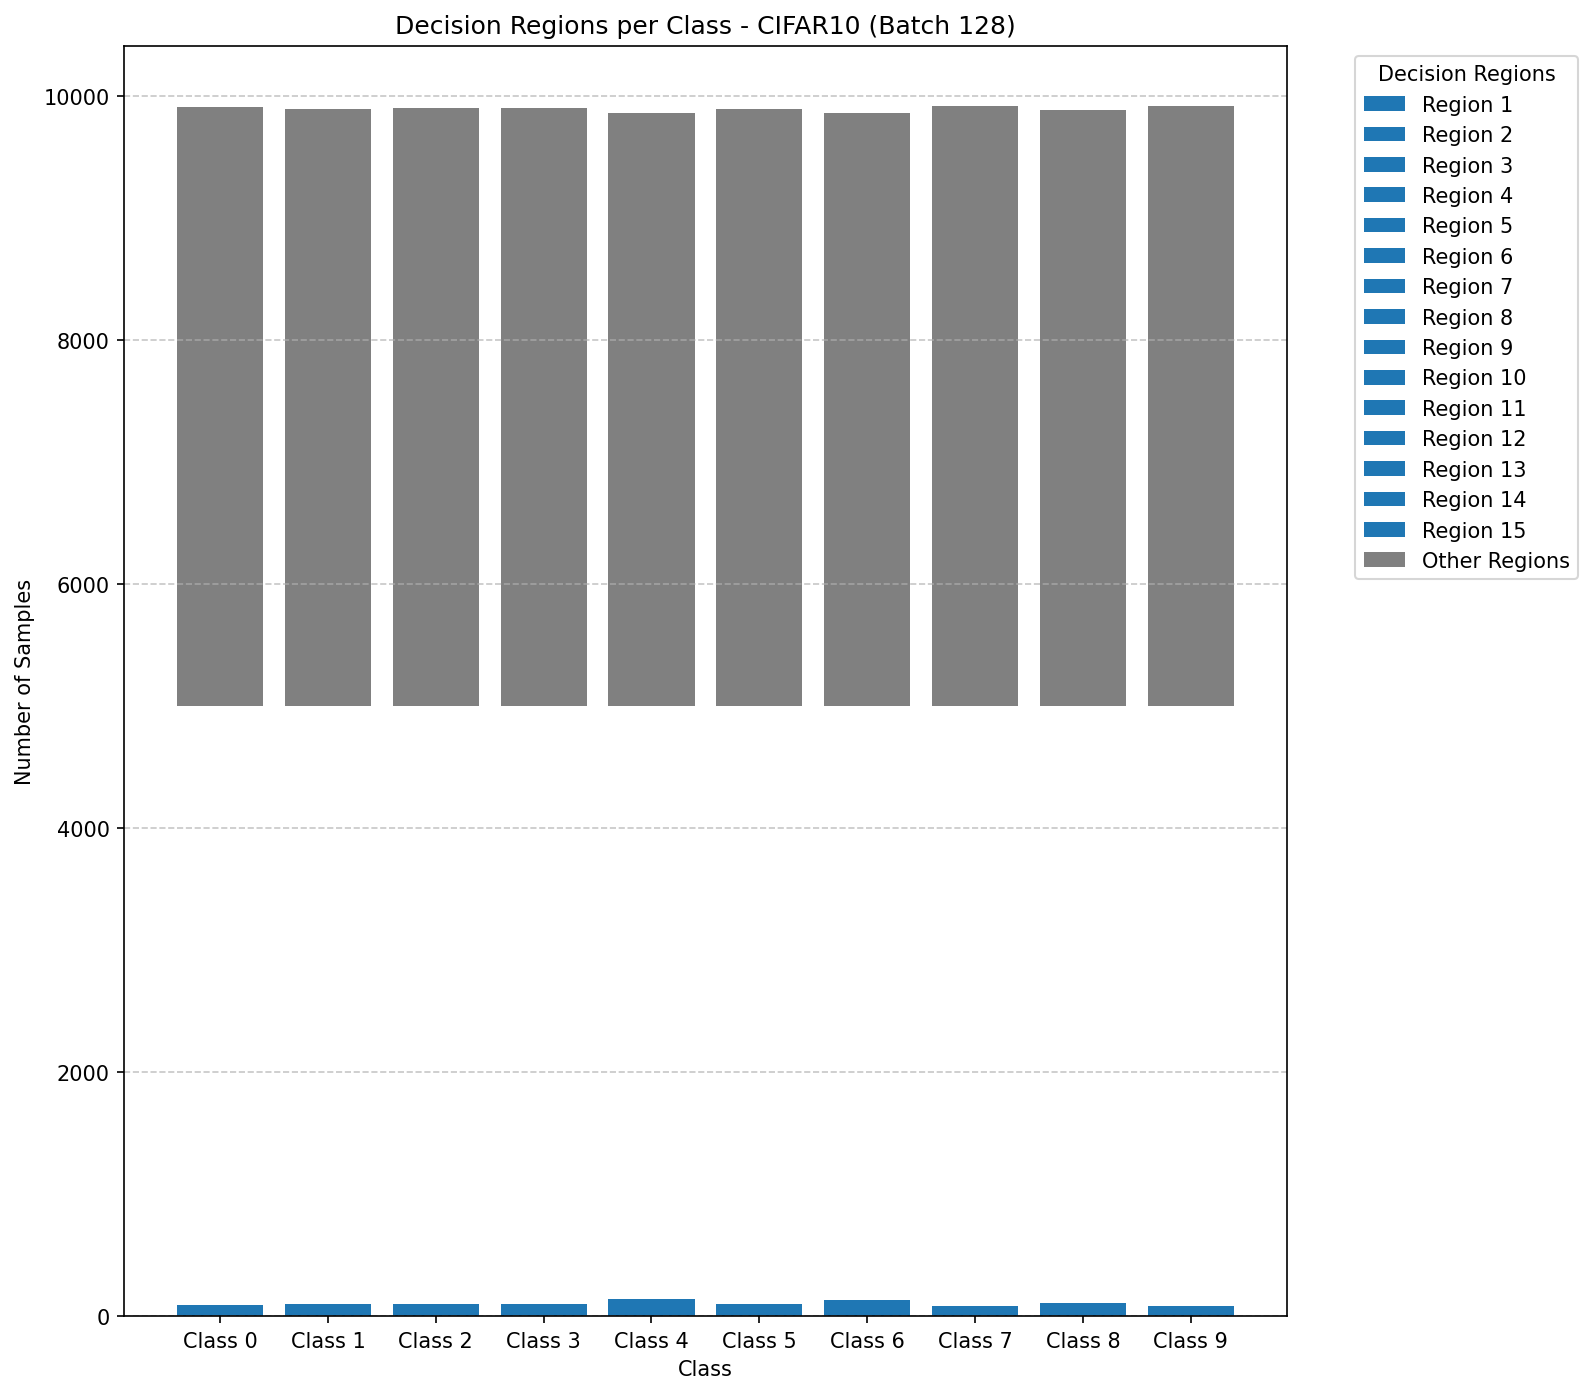 Decision Regions per Class - CIFAR10 (Batch 128)
Decision Regions
Region 1
Region 2
Region 3
Region 4
Region 5
Region 6
Region 7
Region 8
Region 9
Region 10
Region 11
Region 12
Region 13
Region 14
Region 15
Other Regions
Number of Samples
10000
8000
6000
4000
2000
0
Class 0 Class 1 Class 2 Class 3 Class 4 Class 5 Class 6 Class 7 Class 8 Class 9
Class